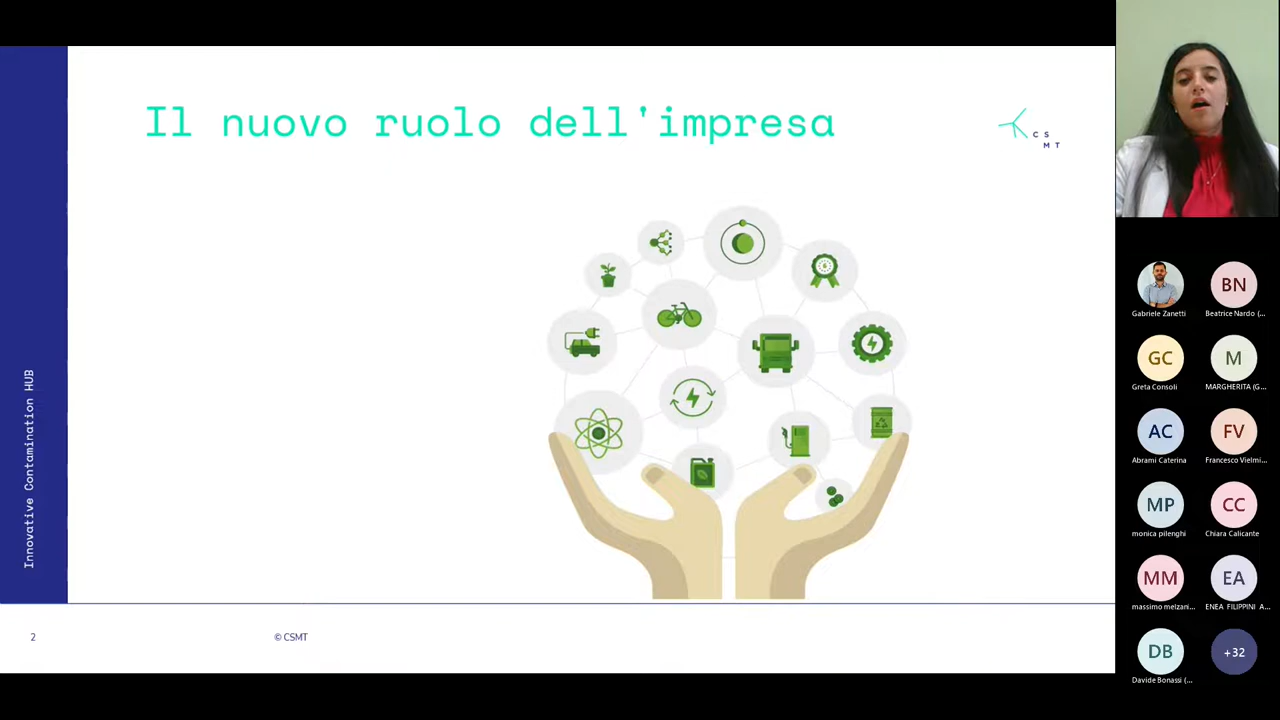 Il nuovo ruolo dell'impresa
C S
M T
Innovative Contamination HUB
2
© CSMT
Gabriele Zanetti
BN
Beatrice Nardo (...
GC
Greta Consoli
M
MARGHERITA (G...
AC
Abrami Caterina
FV
Francesco Vielmi...
MP
monica pilenghi
CC
Chiara Calicante
MM
massimo melzani...
EA
ENEA FILIPPINI A...
DB
Davide Bonassi (...
+32